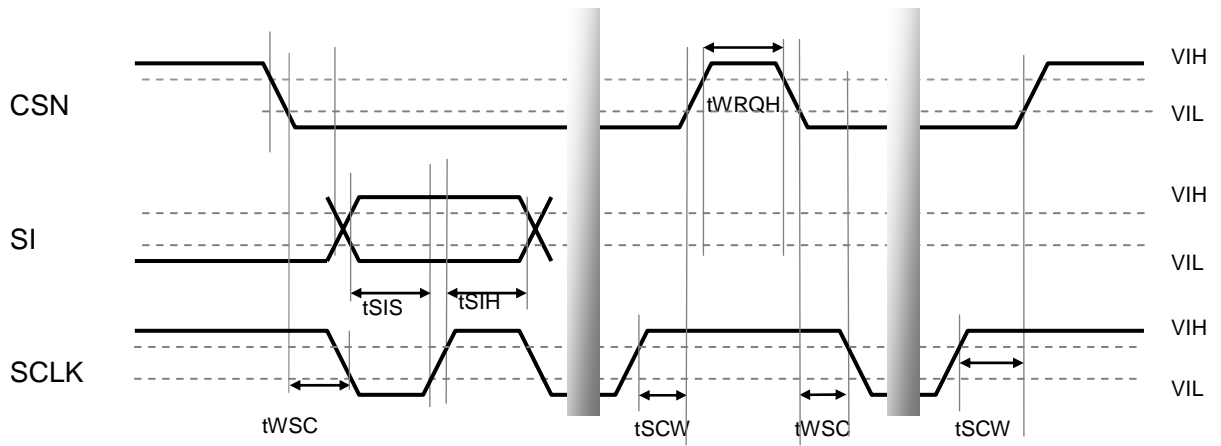 VIH
CSN
tWRQH
VIL
VIH
SI
VIL
tSIS
tSIH
VIH
SCLK
VIL
tWSC
tSCW
tWSC
tSCW